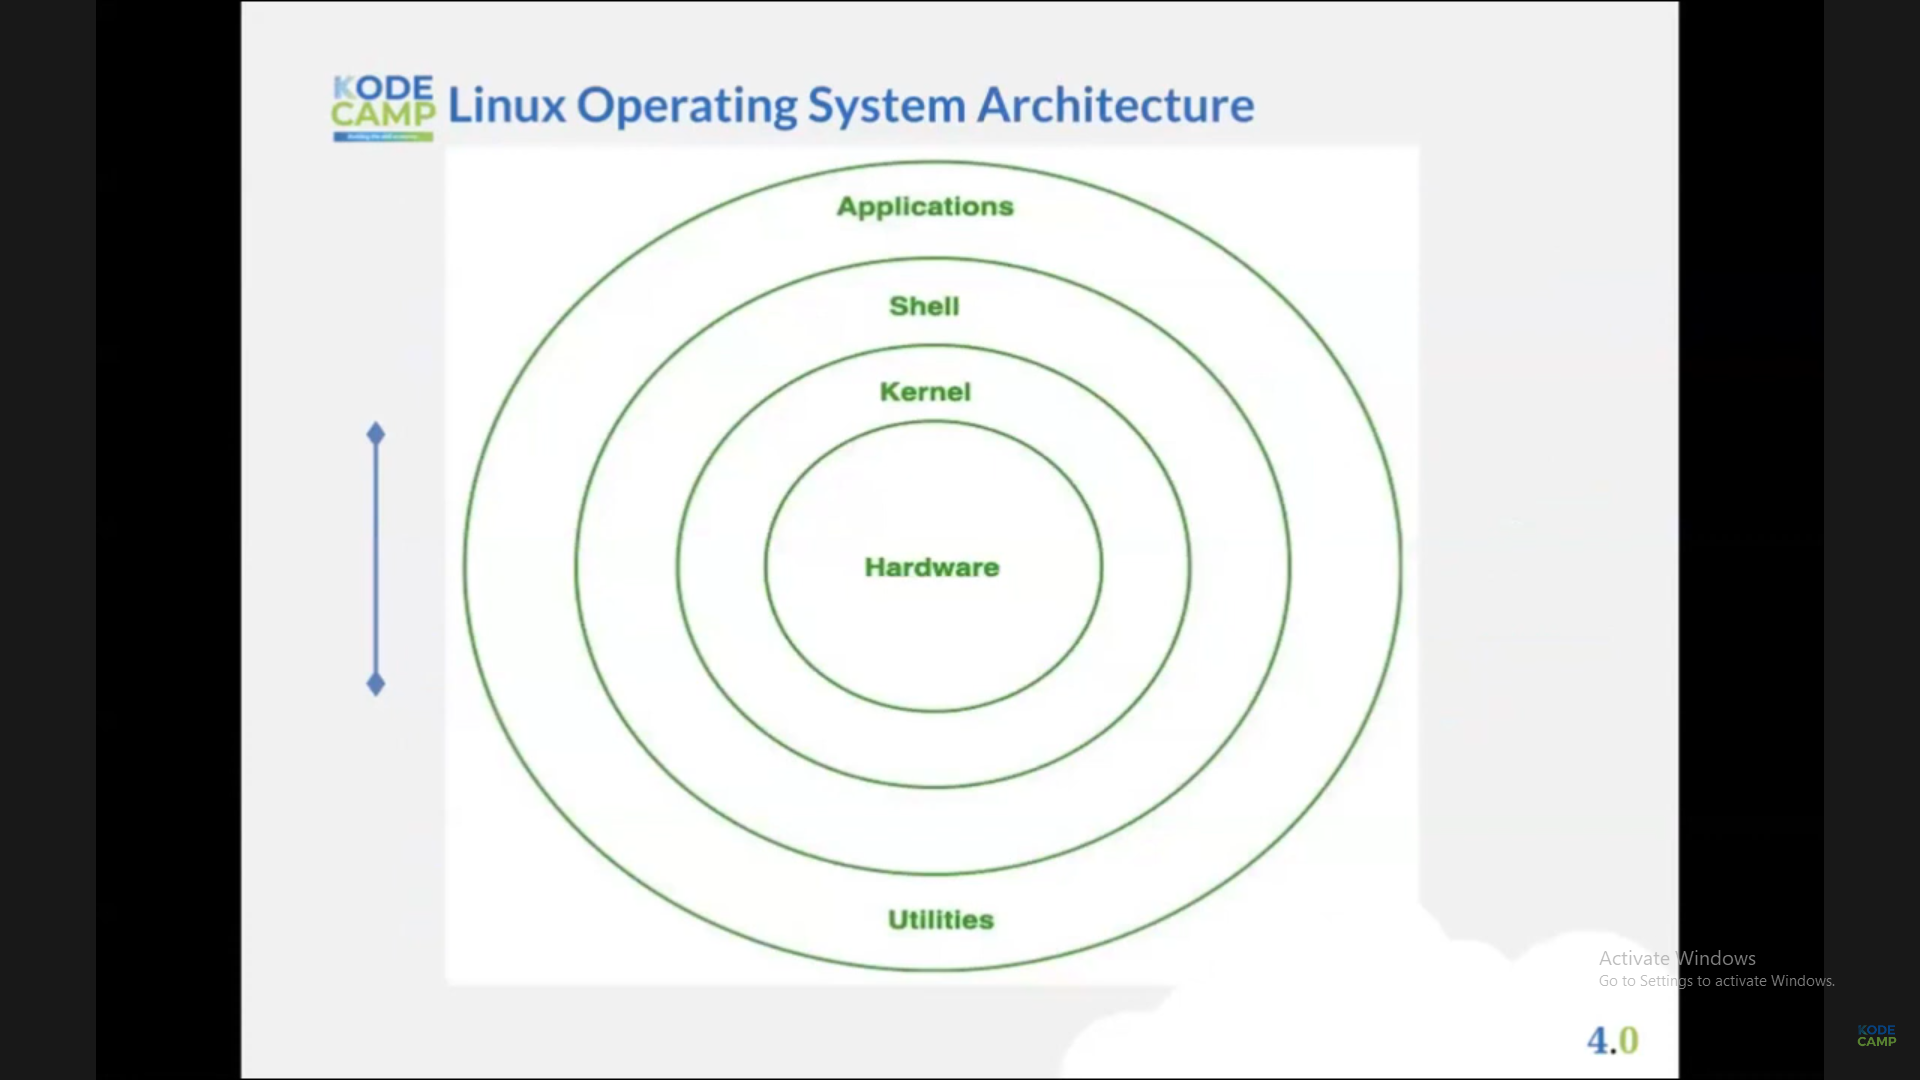 KODE
CAMP
Linux Operating System Architecture
Applications
Shell
Kernel
Hardware
Utilities
Activate Windows
Go to Settings to activate Windows.
4.0
KODE
CAMP